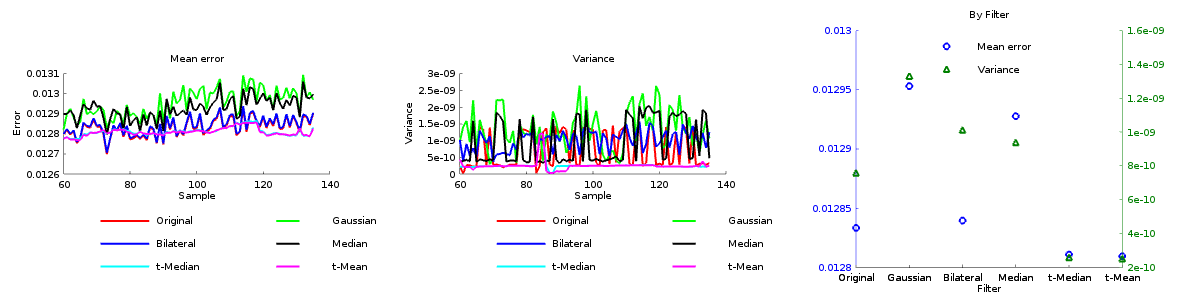 Mean error
0.0131
0.013
0.0129
0.0128
0.0127
0.0126
Error
60 80 100 120 140
Sample
Original Gaussian
Bilateral Median
t-Median t-Mean
Variance
3e-09
2.5e-09
2e-09
1.5e-09
1e-09
5e-10
0
Variance
60 80 100 120 140
Sample
Original Gaussian
Bilateral Median
t-Median t-Mean
By Filter
0.013
0.01295
0.0129
0.01285
0.0128
Mean error
Variance
1.6e-09
1.4e-09
1.2e-09
1e-09
8e-10
6e-10
4e-10
2e-10
Original Gaussian Bilateral Median t-Median t-Mean
Filter